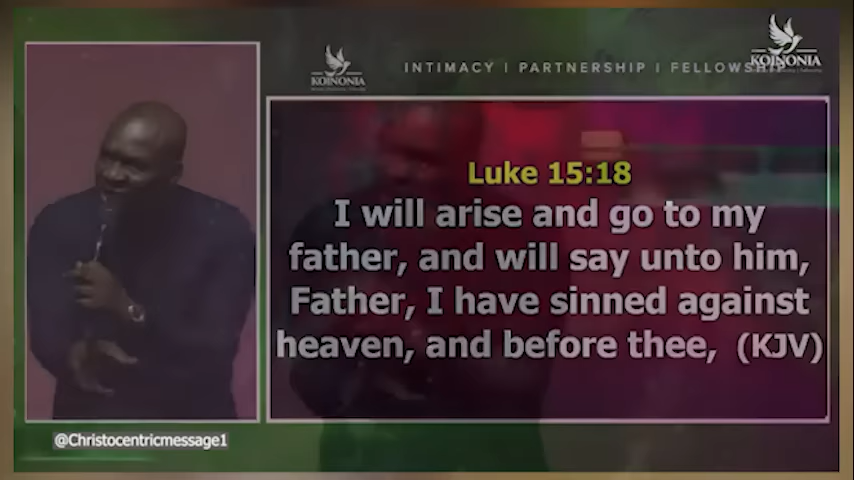 KOINONIA
INTIMACY | PARTNERSHIP | FELLOWSHIP
KOINONIA
Luke 15:18
I will arise and go to my
father, and will say unto him,
Father, I have sinned against
heaven, and before thee, (KJV)
@Christocentricmessage1